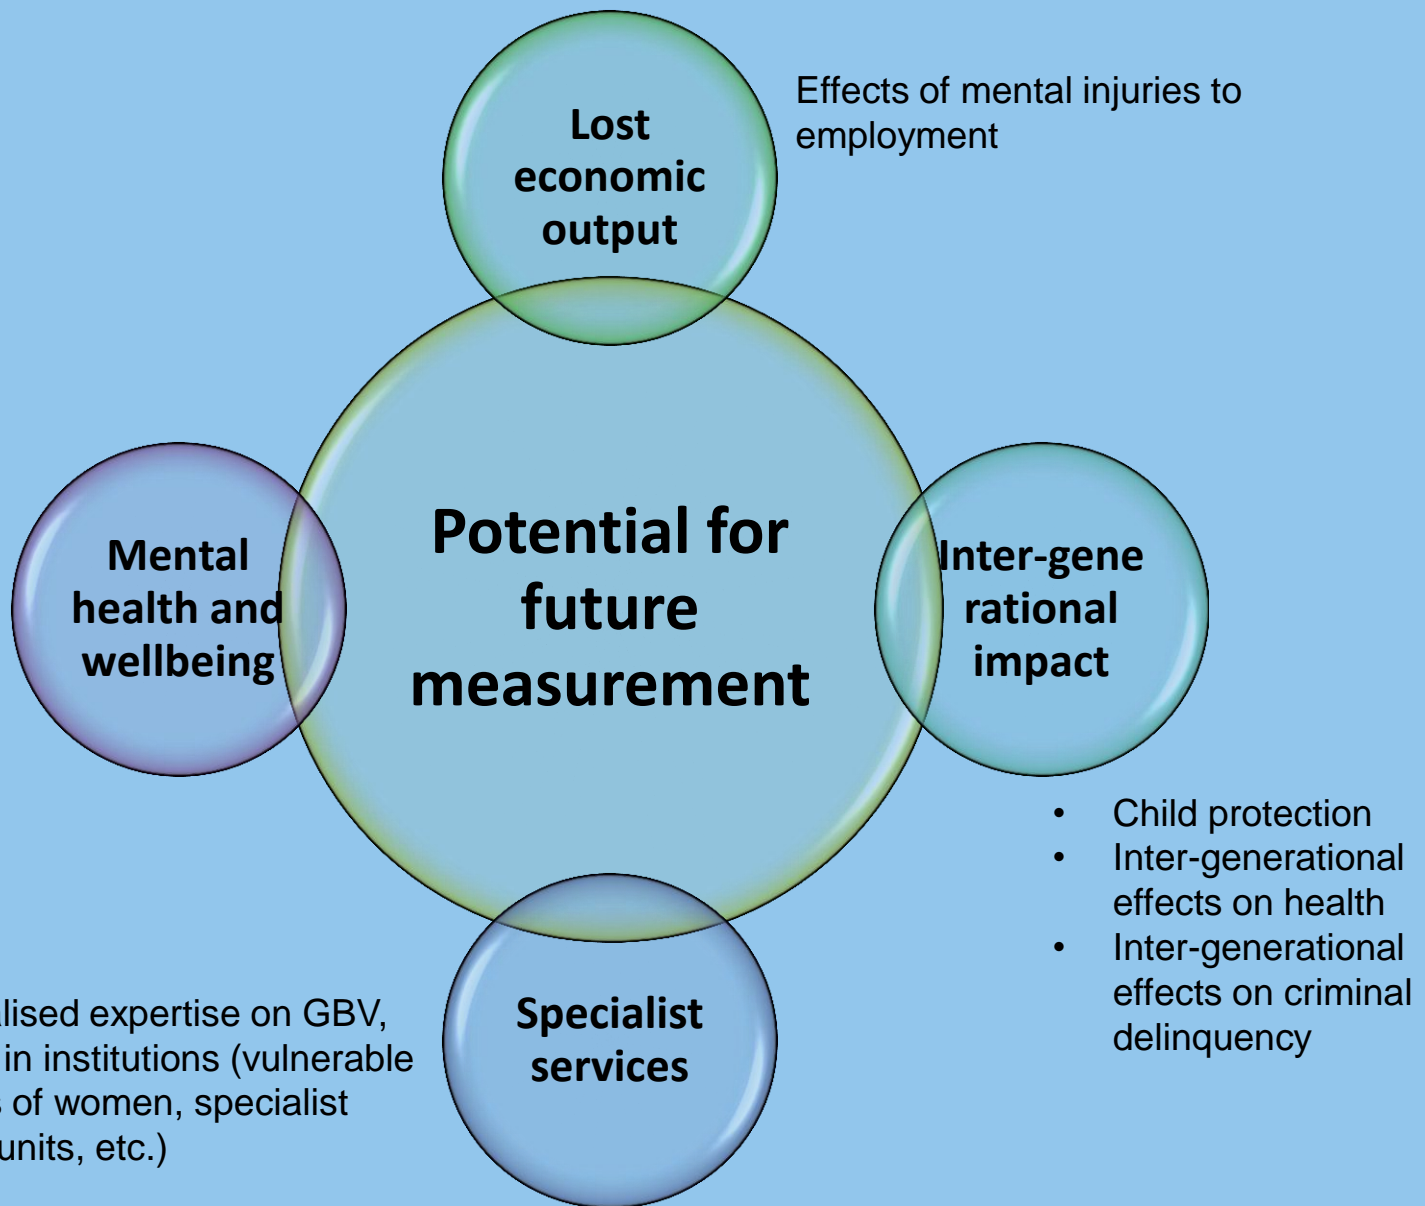 Effects of mental injuries to
employment
Lost
economic
output
Mental
health and
wellbeing
Potential for
future
measurement
Inter-gene
rational
impact
• Child protection
• Inter-generational
effects on health
• Inter-generational
effects on criminal
delinquency
Specialist
services
expertise on GBV,
in institutions (vulnerable
of women, specialist
units, etc.)